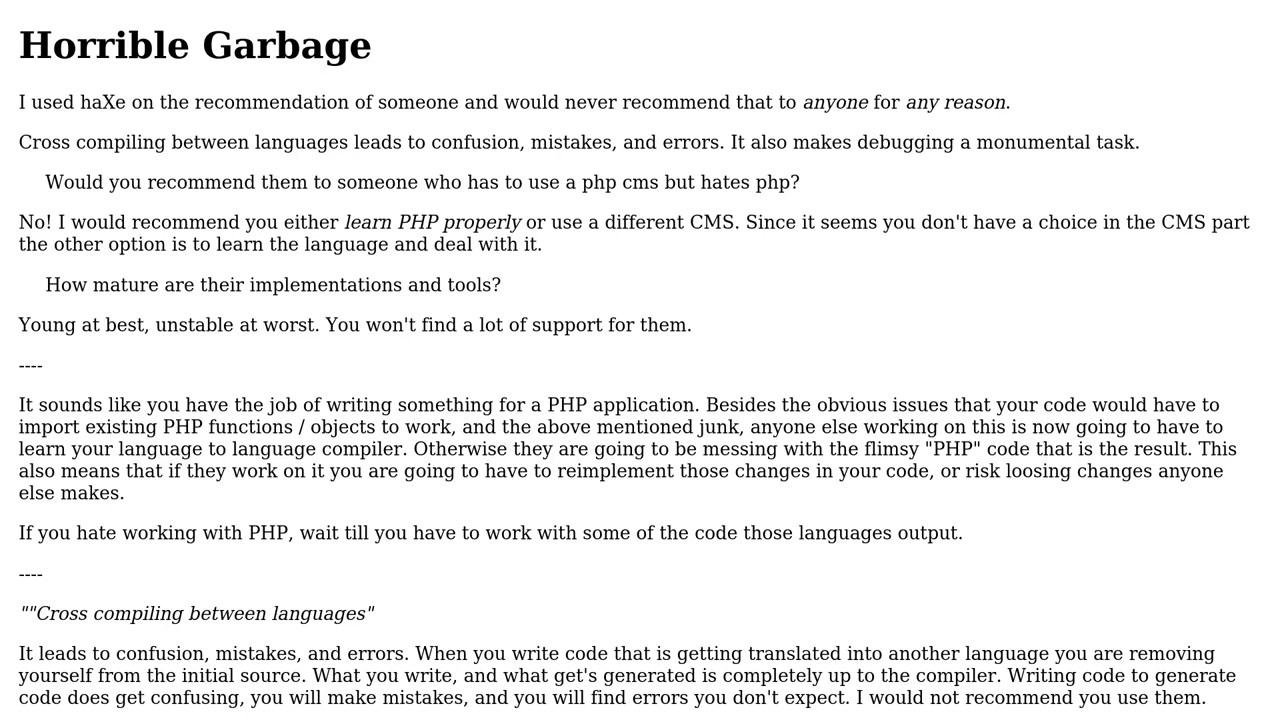 Horrible Garbage
I used haXe on the recommendation of someone and would never recommend that to anyone for any reason.
Cross compiling between languages leads to confusion, mistakes, and errors. It also makes debugging a monumental task.
Would you recommend them to someone who has to use a php cms but hates php?
No! I would recommend you either learn PHP properly or use a different CMS. Since it seems you don't have a choice in the CMS part
the other option is to learn the language and deal with it.
How mature are their implementations and tools?
Young at best, unstable at worst. You won't find a lot of support for them.
----
It sounds like you have the job of writing something for a PHP application. Besides the obvious issues that your code would have to
import existing PHP functions / objects to work, and the above mentioned junk, anyone else working on this is now going to have to
learn your language to language compiler. Otherwise they are going to be messing with the flimsy "PHP" code that is the result. This
also means that if they work on it you are going to have to reimplement those changes in your code, or risk loosing changes anyone
else makes.
If you hate working with PHP, wait till you have to work with some of the code those languages output.
----
""Cross compiling between languages"
It leads to confusion, mistakes, and errors. When you write code that is getting translated into another language you are removing
yourself from the initial source. What you write, and what get's generated is completely up to the compiler. Writing code to generate
code does get confusing, you will make mistakes, and you will find errors you don't expect. I would not recommend you use them.